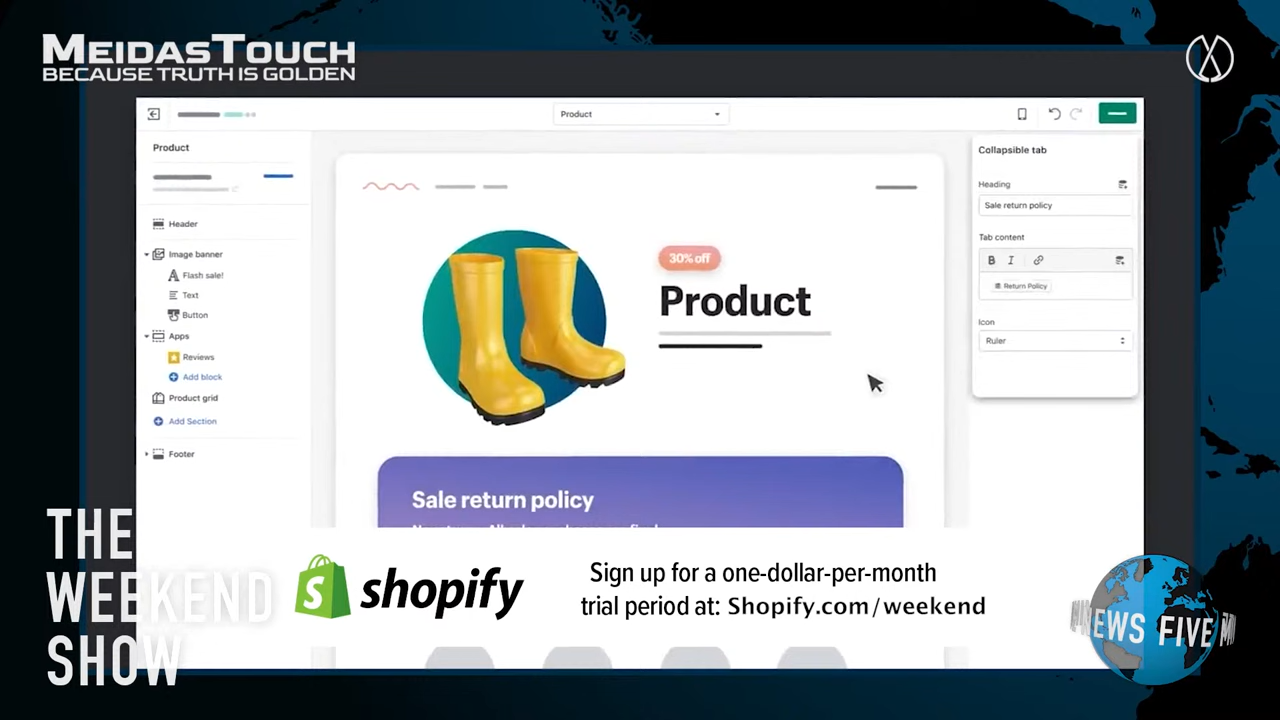 MEIDASTOUCH
BECAUSE TRUTH IS GOLDEN
Product
Product
Header
Image banner
Flash sale!
Text
Button
Apps
Reviews
Add block
Product grid
Add Section
Footer
30% off
Product
Sale return policy
Collapsible tab
Heading
Sale return policy
Tab content
B I
Return Policy
Icon
Ruler
THE
WEEKEND
SHOW
shopify
Sign up for a one-dollar-per-month
trial period at: Shopify.com/weekend
NEWS FIVE